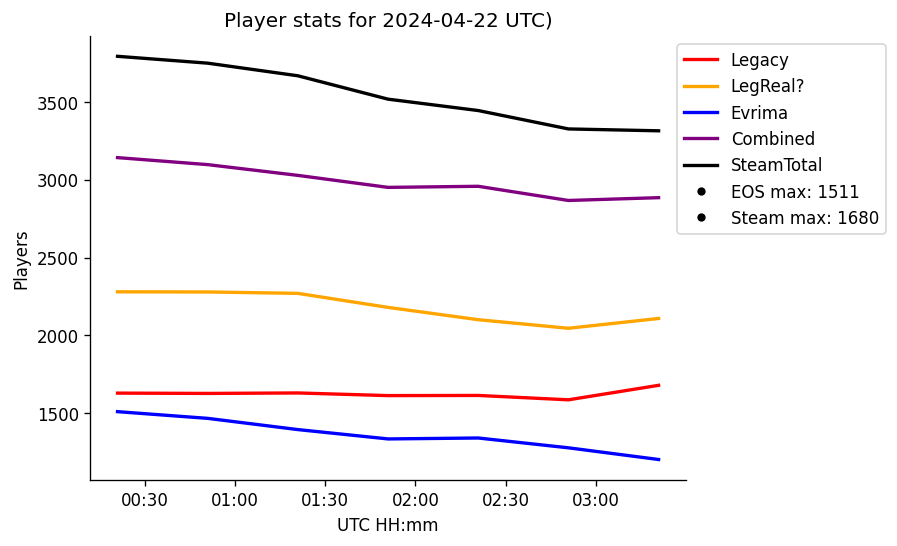 Player stats for 2024-04-22 UTC)
Legacy
LegReal?
Evrima
Combined
SteamTotal
EOS max: 1511
Steam max: 1680
Players
3500
3000
2500
2000
1500
00:30 01:00 01:30 02:00 02:30 03:00
UTC HH:mm